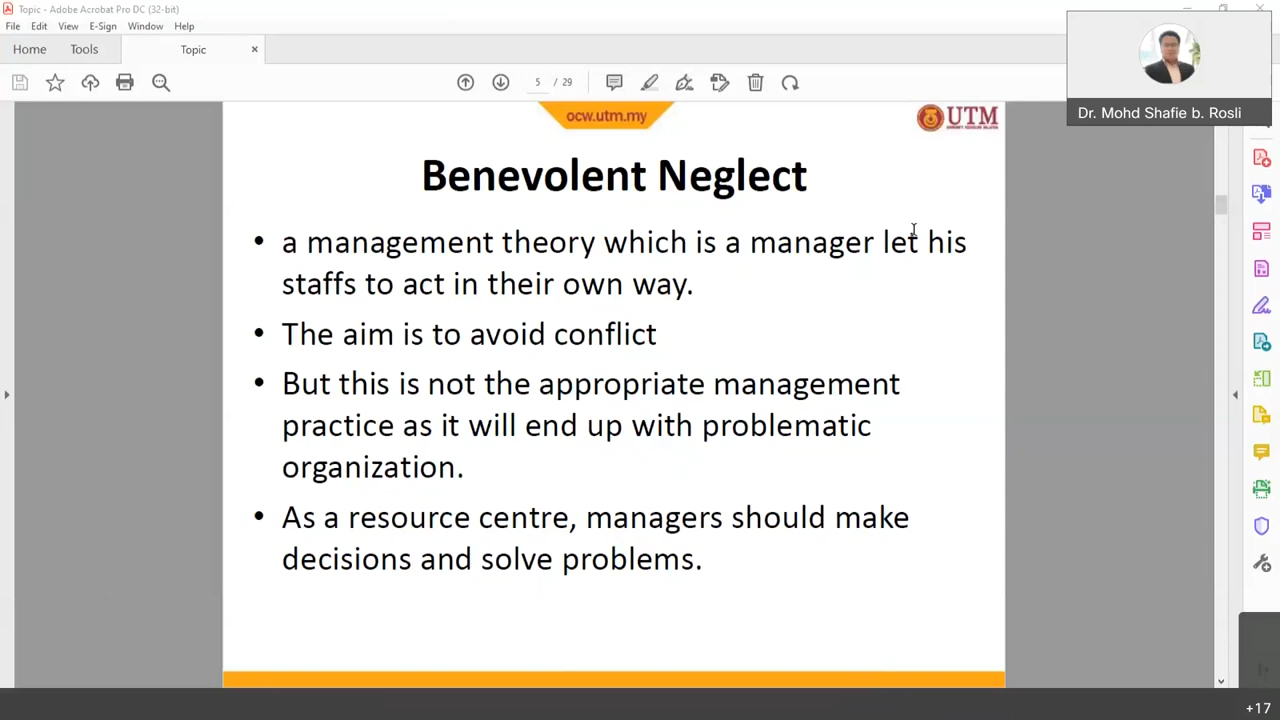 Topic - Adobe Acrobat Pro DC (32-bit)
File Edit View E-Sign Window Help
Home Tools Topic
5 / 29
Dr. Mohd Shafie b. Rosli
ocw.utm.my
UTM
Benevolent Neglect
• a management theory which is a manager let his
staffs to act in their own way.
• The aim is to avoid conflict
• But this is not the appropriate management
practice as it will end up with problematic
organization.
• As a resource centre, managers should make
decisions and solve problems.
+17